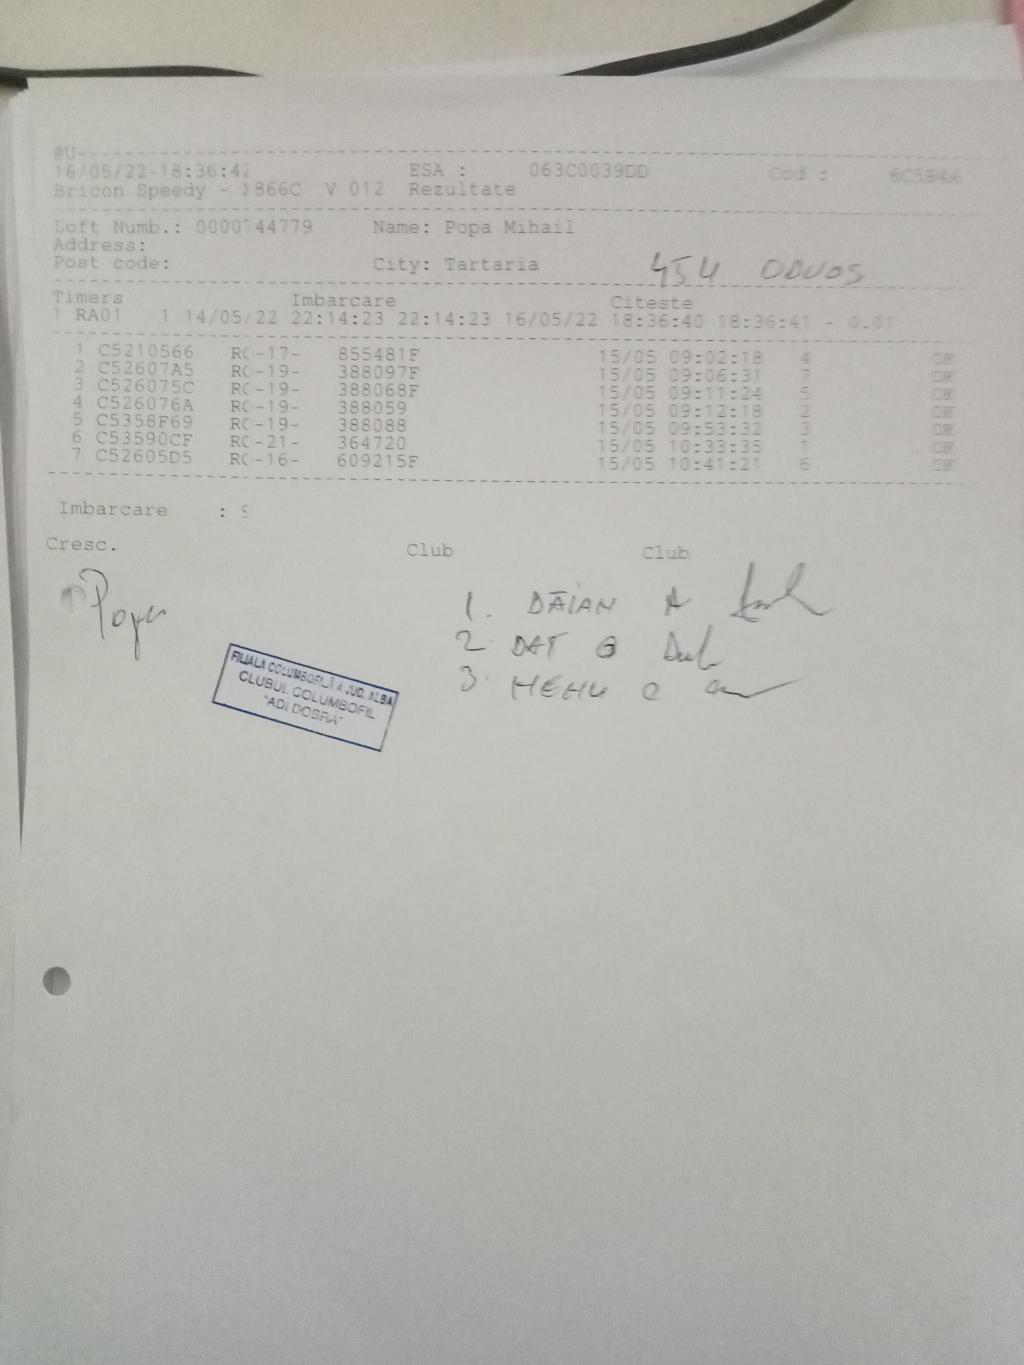 @U
16/05/22-18:36:42 ESA : 063C0039DD Cod :
Bricon Speedy - X866C V 012 Rezultate
Loft Numb.: 0000744779 Name: Popa Mihail
Address:
Post code: City: Tartaria 454 ODVOS
Timers Imbarcare Citeste
1 RA01 1 14/05/22 22:14:23 22:14:23 16/05/22 18:36:40 18:36:41 - 0.01
1 C5210566 RO-17- 855481F 15/05 09:02:18 4 OK
2 C52607A5 RO-19- 388097F 15/05 09:06:31 7 OK
3 C526075C RO-19- 388068F 15/05 09:11:24 5 OK
4 C526076A RO-19- 388059 15/05 09:12:18 2 OK
5 C5358F69 RO-19- 388088 15/05 09:53:32 3 OK
6 C53590CF RO-21- 364720 15/05 10:33:35 1 OK
7 C52605D5 RO-16- 609215F 15/05 10:41:21 6 OK
Imbarcare : 9
Cresc. Club Club
Popa
1. DĂIAN A
2. DAT G
3. MEHU C
FILIALA COLUMBOFILĂ A JUD. ALBA
CLUBUL COLUMBOFIL
"ADI DOBRA"